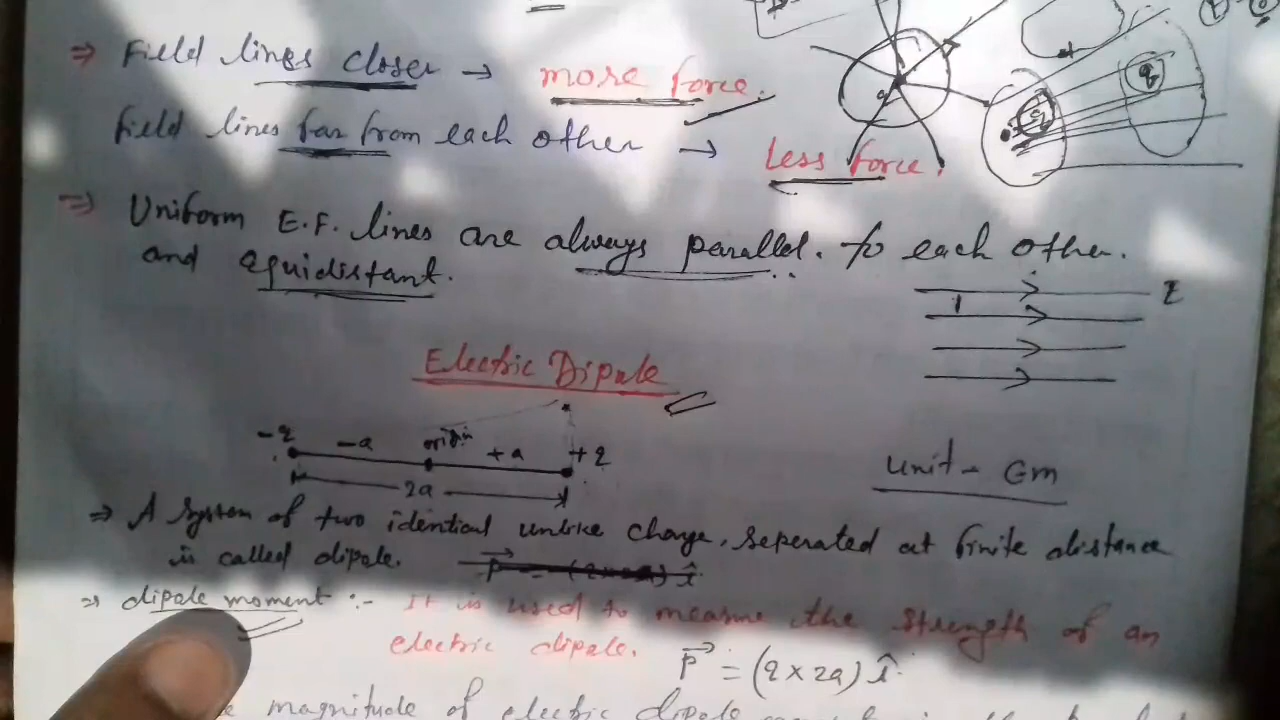 ⇒ Field lines closer → more force.
Field lines far from each other → Less force.
⇒ Uniform E.F. lines are always parallel. to each other.
and equidistant.
E
Electric Dipole
-q -a origin +a +q
2a
Unit - Cm
⇒ A system of two identical unlike charge, seperated at finite distance
is called dipole.
⇒ dipole moment :- It is used to measure the strength of an
electric dipole. p⃗ = (q x 2a) î.
magnitude of electric dipole